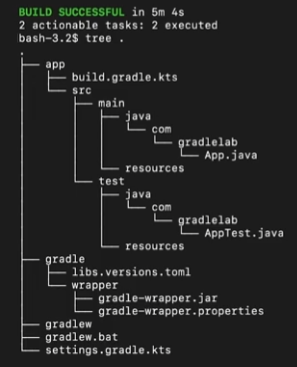 BUILD SUCCESSFUL in 5m 4s
2 actionable tasks: 2 executed
bash-3.2$ tree .
.
├── app
│   ├── build.gradle.kts
│   └── src
│       ├── main
│       │   ├── java
│       │   │   └── com
│       │   │       └── gradlelab
│       │   │           └── App.java
│       │   └── resources
│       └── test
│           ├── java
│           │   └── com
│           │       └── gradlelab
│           │           └── AppTest.java
│           └── resources
├── gradle
│   ├── libs.versions.toml
│   └── wrapper
│       ├── gradle-wrapper.jar
│       └── gradle-wrapper.properties
├── gradlew
├── gradlew.bat
└── settings.gradle.kts